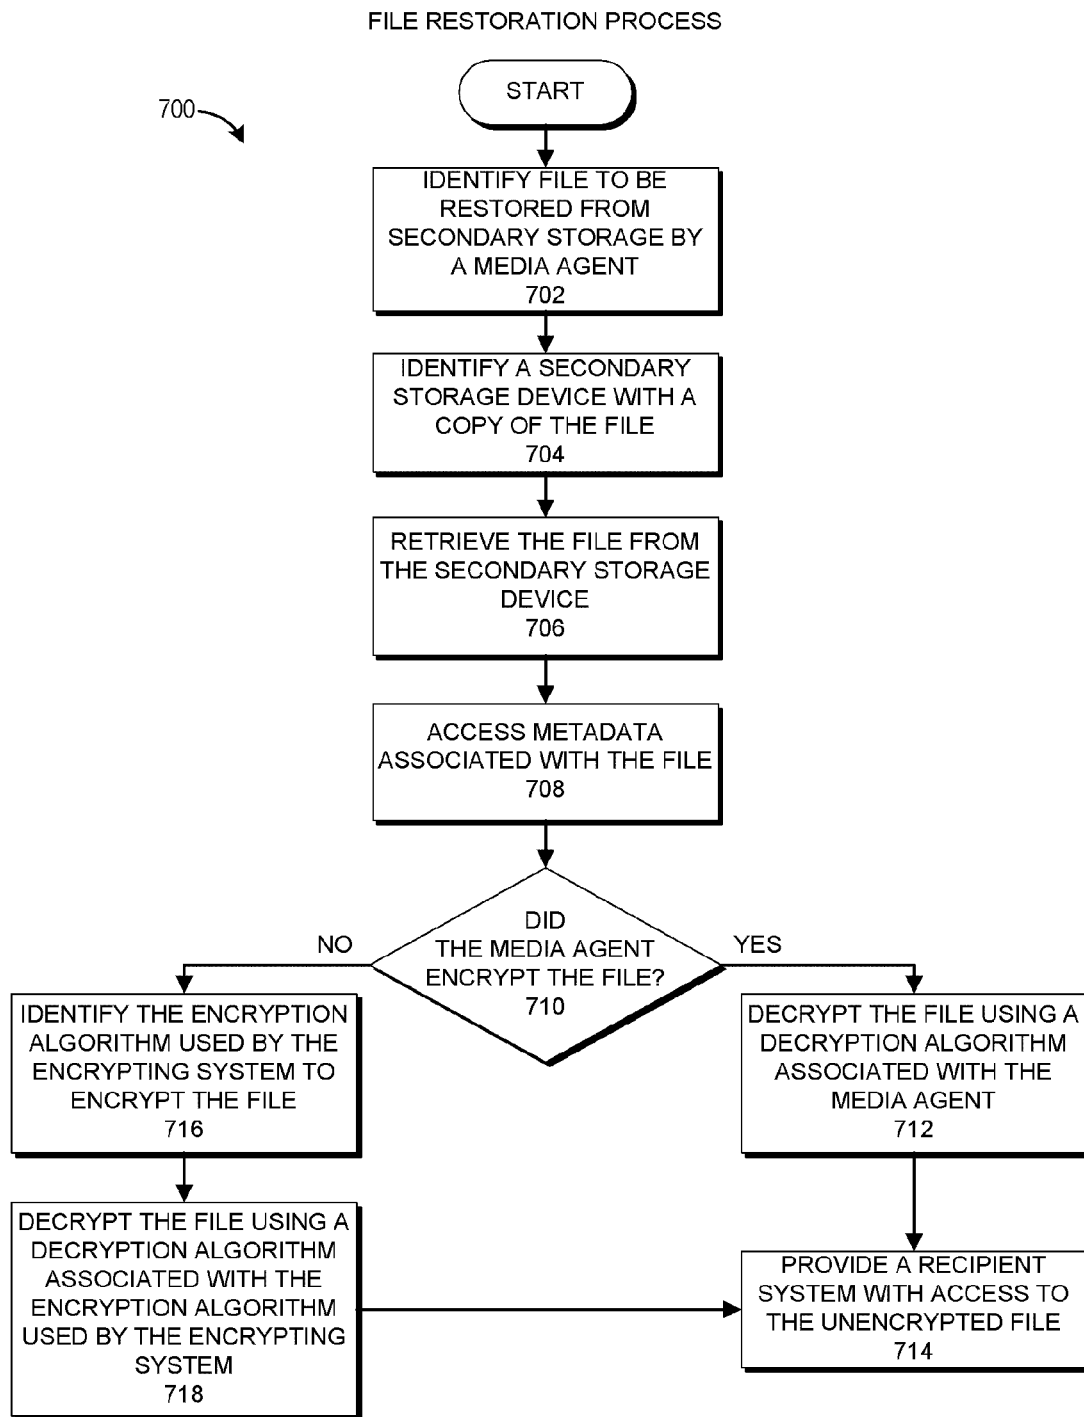 FILE RESTORATION PROCESS
700
START
IDENTIFY FILE TO BE
RESTORED FROM
SECONDARY STORAGE BY
A MEDIA AGENT
702
IDENTIFY A SECONDARY
STORAGE DEVICE WITH A
COPY OF THE FILE
704
RETRIEVE THE FILE FROM
THE SECONDARY STORAGE
DEVICE
706
ACCESS METADATA
ASSOCIATED WITH THE FILE
708
DID
THE MEDIA AGENT
ENCRYPT THE FILE?
710
NO
YES
IDENTIFY THE ENCRYPTION
ALGORITHM USED BY THE
ENCRYPTING SYSTEM TO
ENCRYPT THE FILE
716
DECRYPT THE FILE USING A
DECRYPTION ALGORITHM
ASSOCIATED WITH THE
MEDIA AGENT
712
DECRYPT THE FILE USING A
DECRYPTION ALGORITHM
ASSOCIATED WITH THE
ENCRYPTION ALGORITHM
USED BY THE ENCRYPTING
SYSTEM
718
PROVIDE A RECIPIENT
SYSTEM WITH ACCESS TO
THE UNENCRYPTED FILE
714